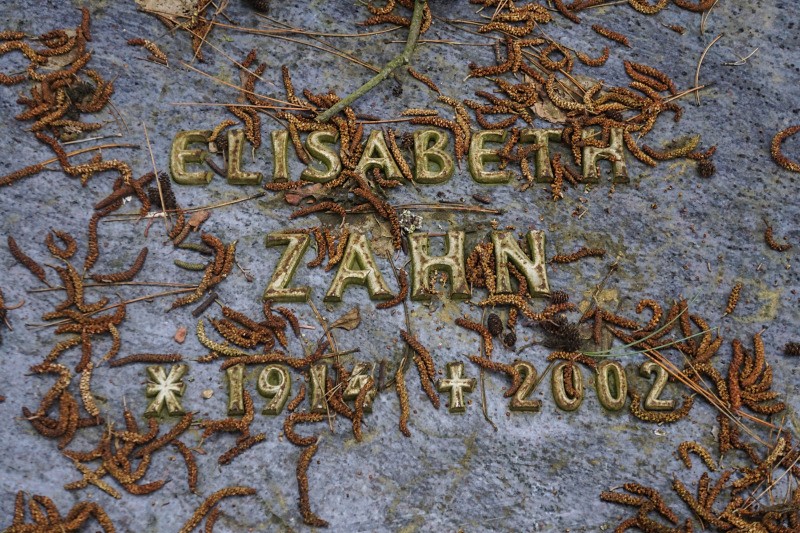 ELISABETH
ZAHN
* 1914 † 2002